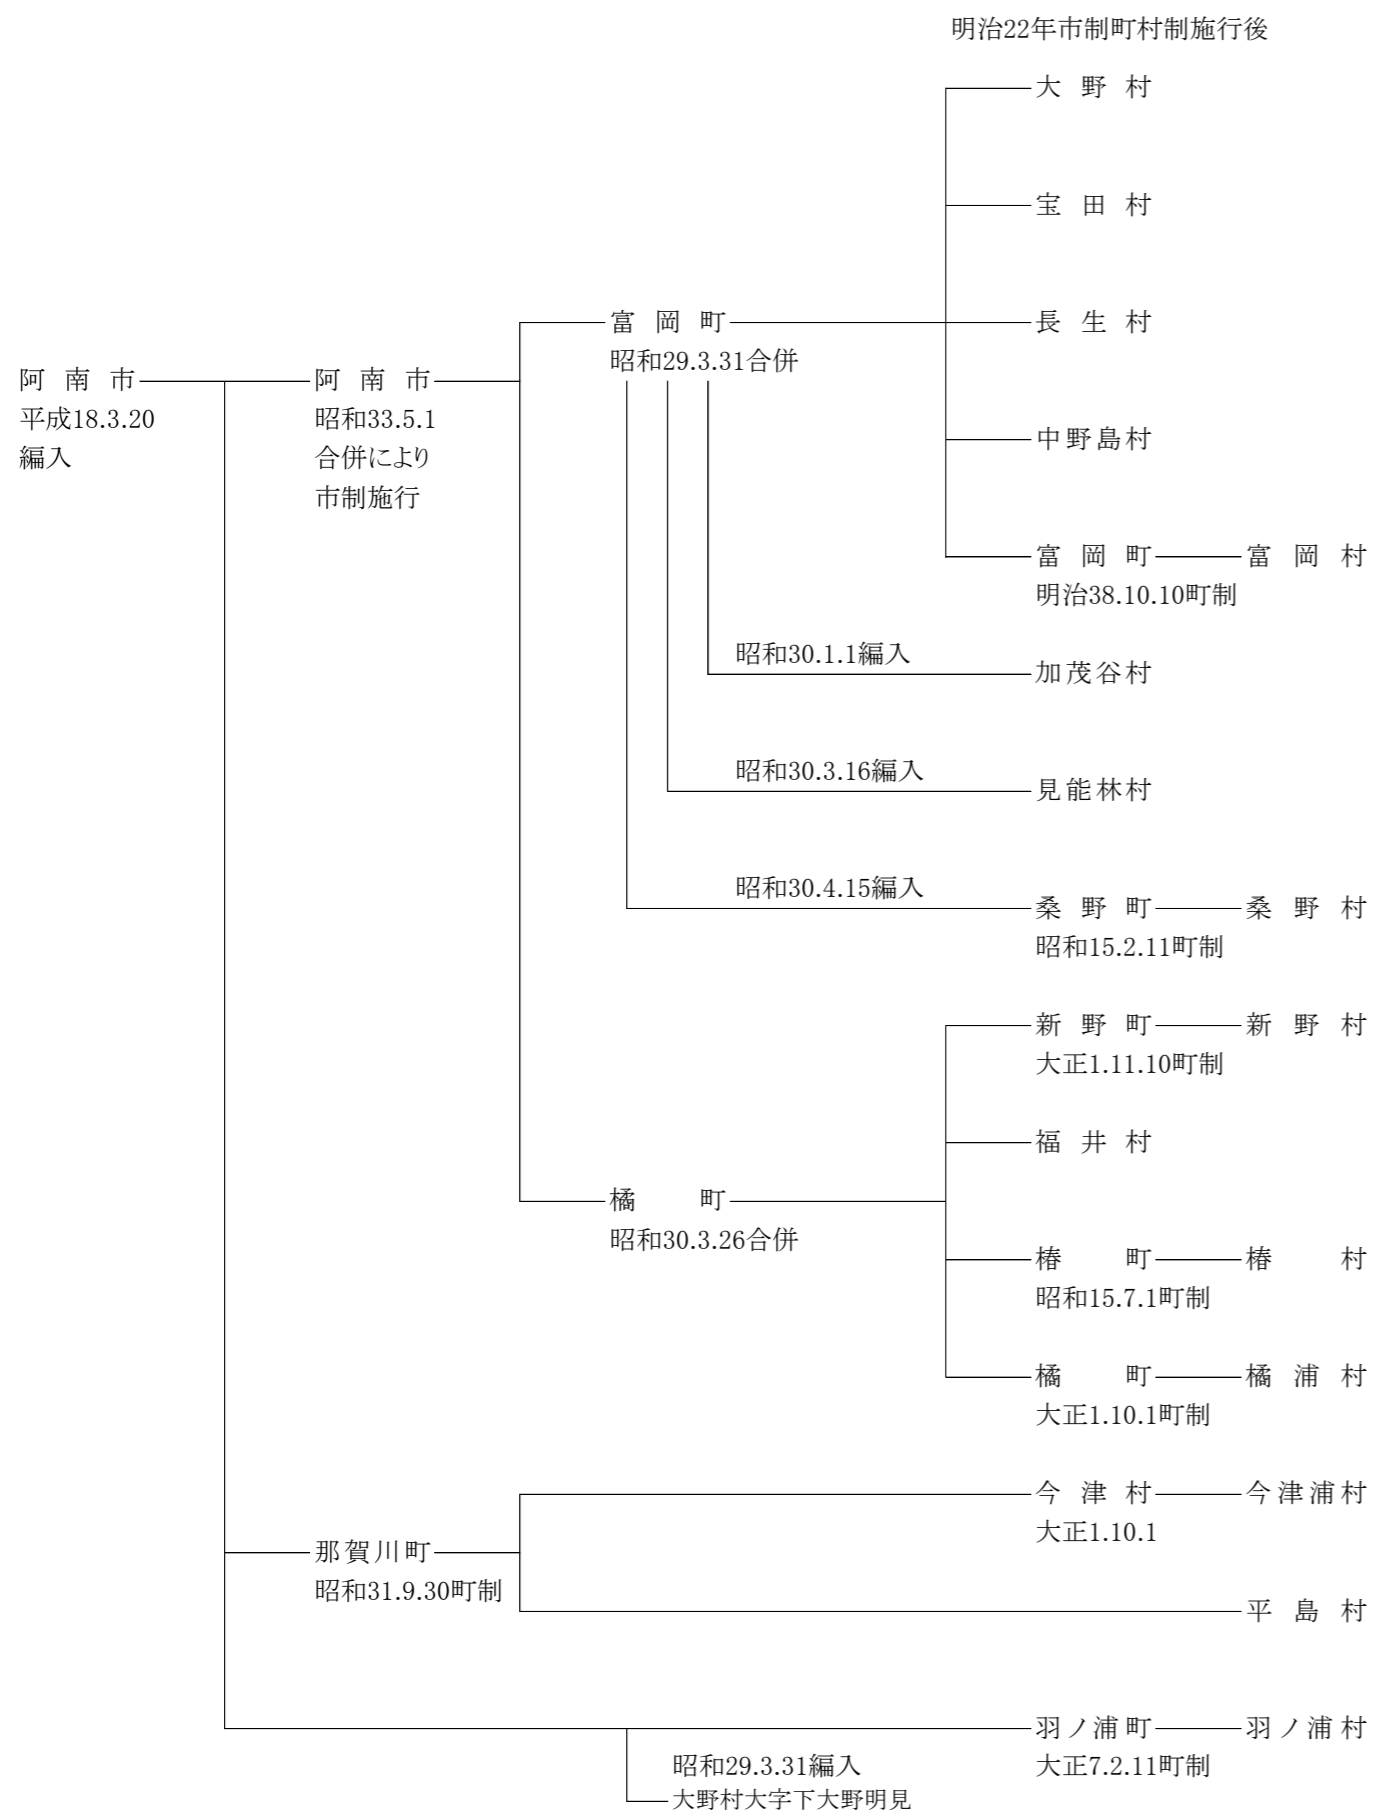 明治22年市制町村制施行後
大野村
宝田村
富岡町 長生村
昭和29.3.31合併
阿南市 阿南市
平成18.3.20 昭和33.5.1
編入 合併により
市制施行
中野島村
富岡町 富岡村
明治38.10.10町制
昭和30.1.1編入
加茂谷村
昭和30.3.16編入
見能林村
昭和30.4.15編入
桑野町 桑野村
昭和15.2.11町制
新野町 新野村
大正1.11.10町制
福井村
橘町
昭和30.3.26合併
椿町 椿村
昭和15.7.1町制
橘町 橘浦村
大正1.10.1町制
今津村 今津浦村
大正1.10.1
那賀川町
昭和31.9.30町制
平島村
羽ノ浦町 羽ノ浦村
昭和29.3.31編入 大正7.2.11町制
大野村大字下大野明見